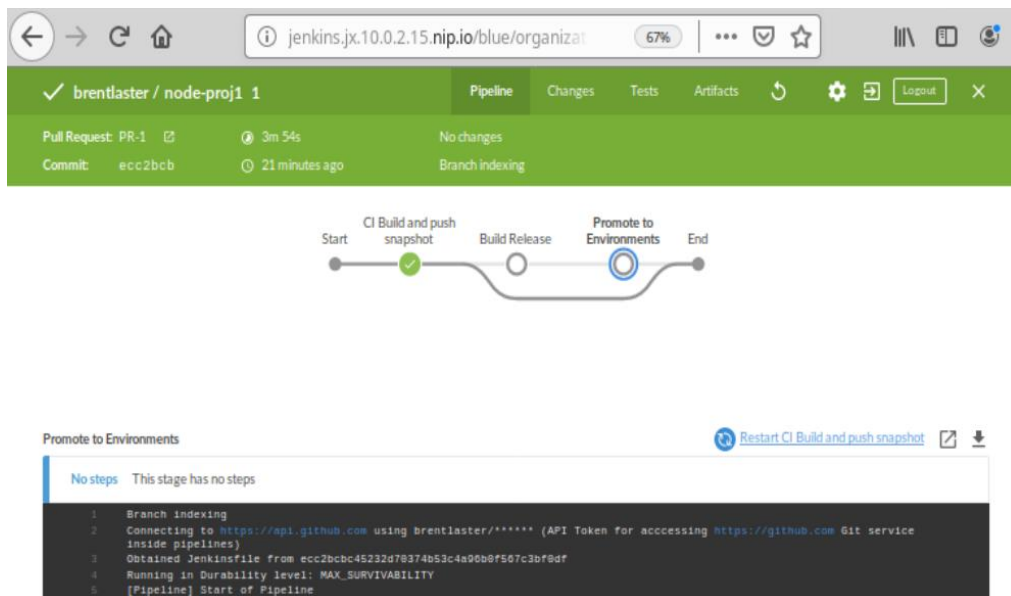 jenkins.jx.10.0.2.15.nip.io/blue/organizat
67%
brentlaster / node-proj1 1
Pipeline Changes Tests Artifacts Logout
Pull Request: PR-1 3m 54s No changes
Commit: ecc2bcb 21 minutes ago Branch indexing
Start
CI Build and push
snapshot
Build Release
Promote to
Environments
End
Promote to Environments
Restart CI Build and push snapshot
No steps This stage has no steps
1 Branch indexing
2 Connecting to https://api.github.com using brentlaster/****** (API Token for acccessing https://github.com Git service
inside pipelines)
3 Obtained Jenkinsfile from ecc2bcbc45232d70374b53c4a96b0f567c3bf0df
4 Running in Durability level: MAX_SURVIVABILITY
5 [Pipeline] Start of Pipeline